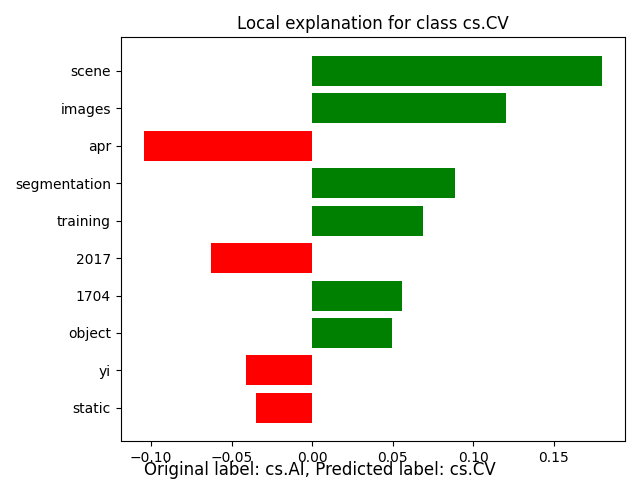 Local explanation for class cs.CV
scene
images
apr
segmentation
training
2017
1704
object
yi
static
−0.10 −0.05 0.00 0.05 0.10 0.15
Original label: cs.AI, Predicted label: cs.CV